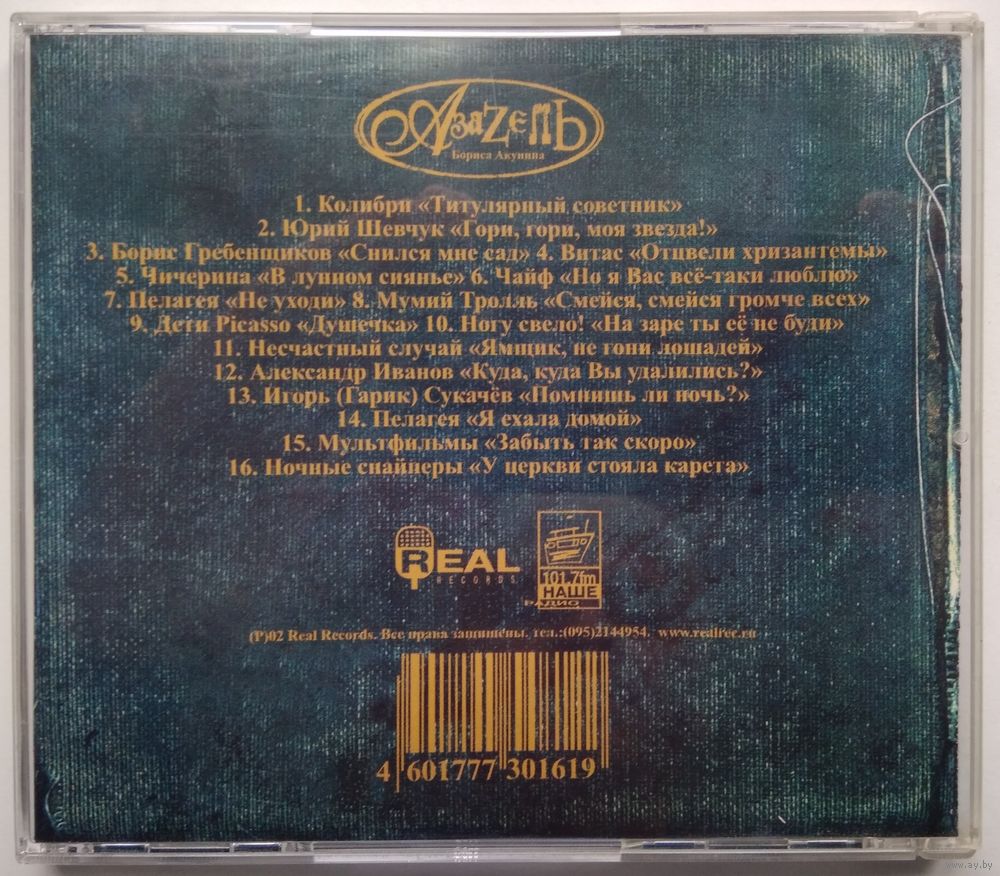 АзаZелЬ
Бориса Акунина
1. Колибри «Титулярный советник»
2. Юрий Шевчук «Гори, гори, моя звезда!»
3. Борис Гребенщиков «Снился мне сад» 4. Витас «Отцвели хризантемы»
5. Чичерина «В лунном сиянье» 6. Чайф «Но я Вас всё-таки люблю»
7. Пелагея «Не уходи» 8. Мумий Тролль «Смейся, смейся громче всех»
9. Дети Picasso «Душечка» 10. Ногу свело! «На заре ты её не буди»
11. Несчастный случай «Ямщик, не гони лошадей»
12. Александр Иванов «Куда, куда Вы удалились?»
13. Игорь (Гарик) Сукачёв «Помнишь ли ночь?»
14. Пелагея «Я ехала домой»
15. Мультфильмы «Забыть так скоро»
16. Ночные снайперы «У церкви стояла карета»
REAL
RECORDS
101.7fm
НАШЕ
РАДИО
(P)02 Real Records. Все права защищены. тел.:(095)2144954. www.realrec.ru
4 601777 301619
www.ay.by